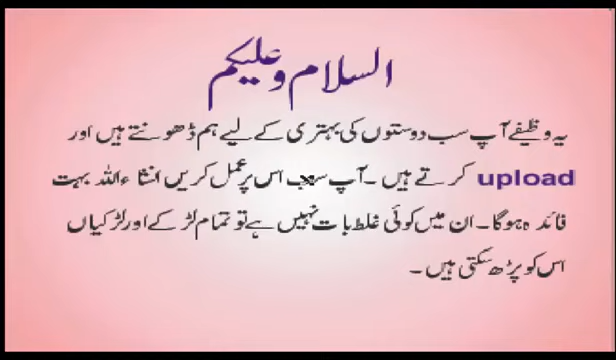 السلام وعلیکم
یہ وظیفے آپ سب دوستوں کی بہتری کے لیے ہم ڈھونتے ہیں اور
upload کرتے ہیں ۔ آپ سب اس پر عمل کریں انشاءاللہ بہت
فائدہ ہوگا ۔ ان میں کوئی غلط بات نہیں ہے تو تمام لڑکے اور لڑکیاں
اس کو پڑھ سکتی ہیں ۔